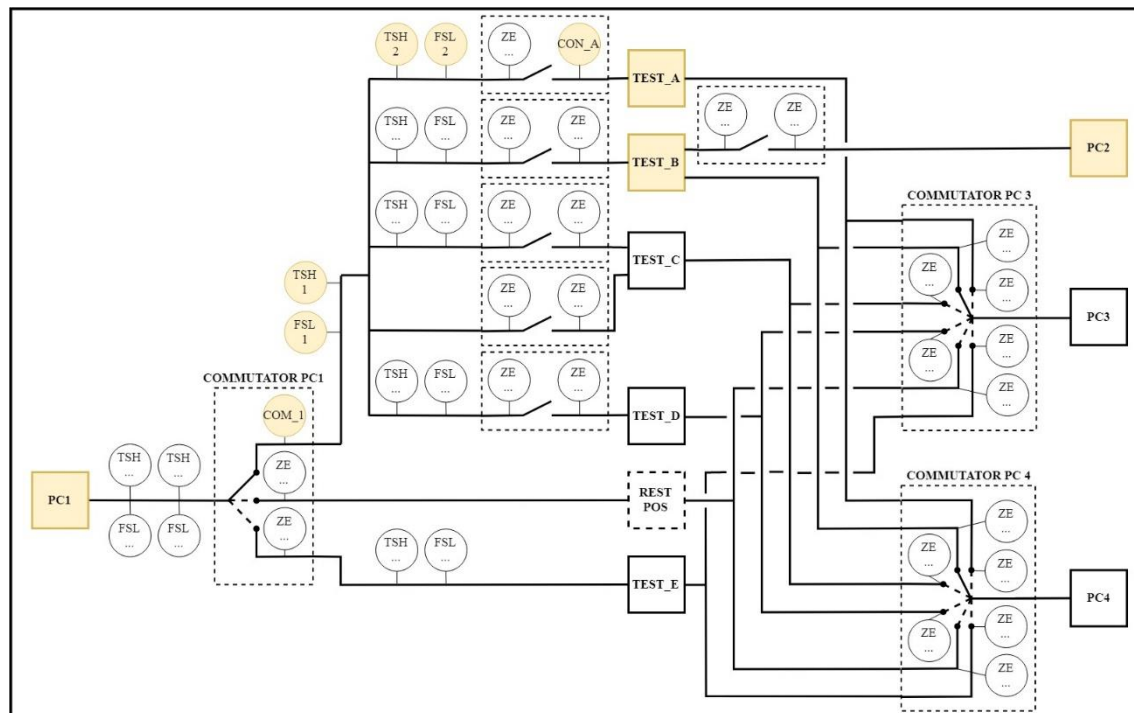 TSH
2
FSL
2
ZE
...
CON_A
TEST_A
TSH
...
FSL
...
ZE
...
ZE
...
TEST_B
ZE
...
ZE
...
PC2
TSH
...
FSL
...
ZE
...
ZE
...
TEST_C
COMMUTATOR PC 3
ZE
...
ZE
...
ZE
...
ZE
...
ZE
...
ZE
...
PC3
TSH
1
FSL
1
ZE
...
ZE
...
TSH
...
FSL
...
ZE
...
ZE
...
TEST_D
COMMUTATOR PC1
COM_1
TSH
...
TSH
...
ZE
...
PC1
FSL
...
FSL
...
ZE
...
REST
POS
TSH
...
FSL
...
TEST_E
COMMUTATOR PC 4
ZE
...
ZE
...
ZE
...
ZE
...
ZE
...
ZE
...
PC4